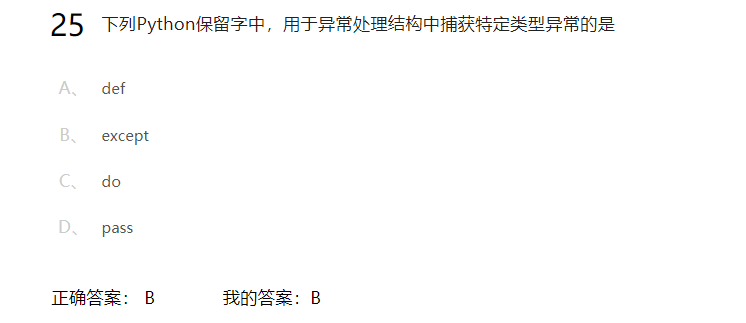 25 下列Python保留字中，用于异常处理结构中捕获特定类型异常的是
A、 def
B、 except
C、 do
D、 pass
正确答案： B 我的答案：B